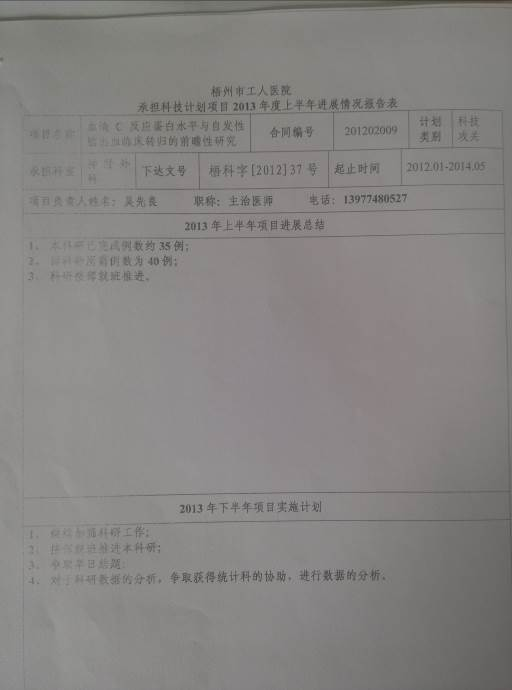 梧州市工人医院
承担科技计划项目 2013 年度上半年进展情况报告表
项目名称 血清 C 反应蛋白水平与自发性脑出血临床转归的前瞻性研究 合同编号 201202009 计划类别 科技攻关
承担科室 神经外科 下达文号 梧科字[2012]37 号 起止时间 2012.01-2014.05
项目负责人姓名：吴先良 职称：主治医师 电话：13977480527
2013 年上半年项目进展总结
1、 本科研已完成例数约 35 例；
2、 例数为 40 例；
3、 科研按部就班推进。
2013 年下半年项目实施计划
1、 继续加强科研工作；
2、 按部就班推进本科研；
3、 争取早日结题；
4、 对于科研数据的分析，争取获得统计科的协助，进行数据的分析。